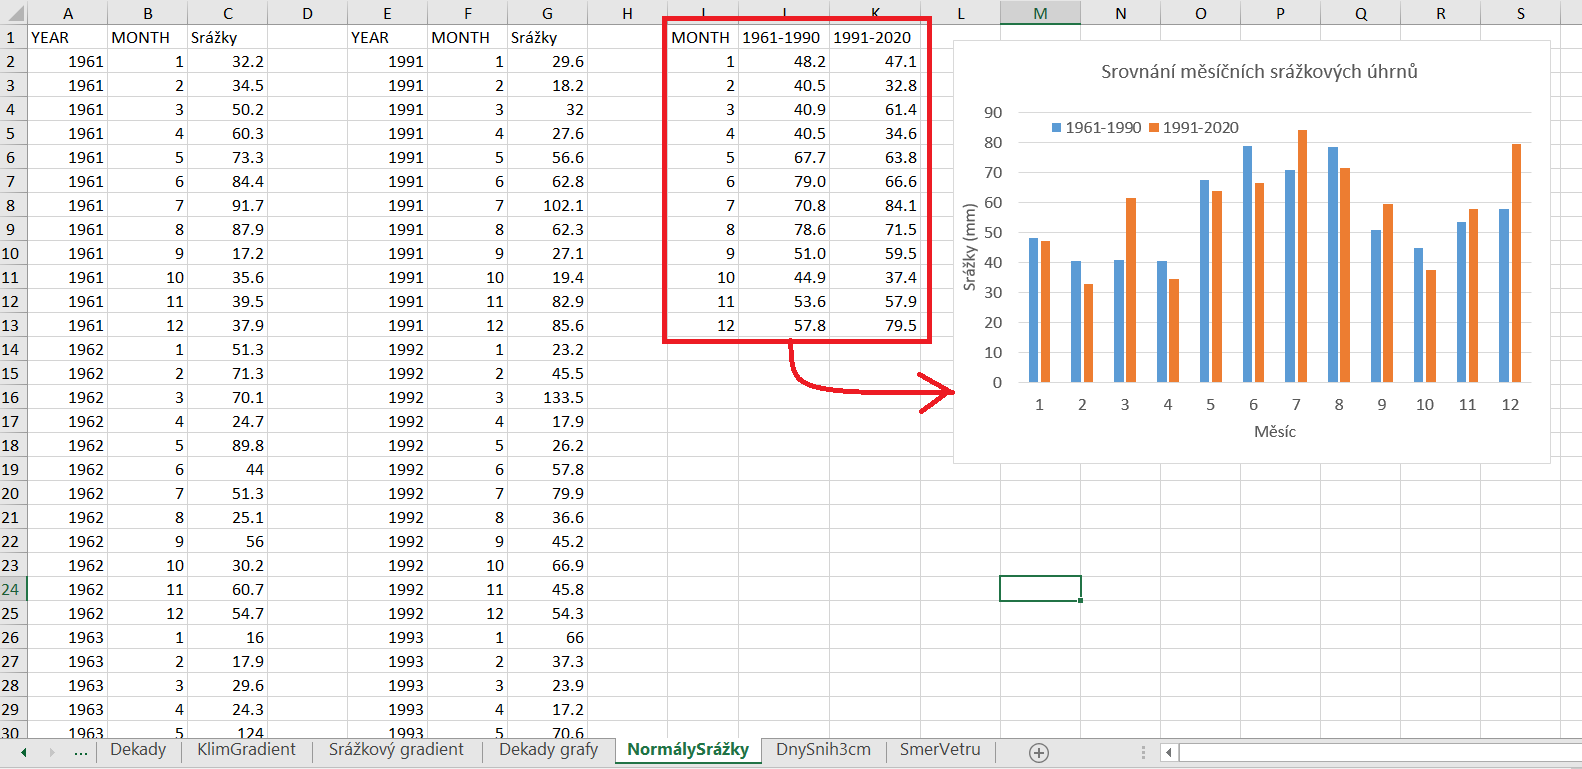 A B C D E F G H I J K L M N O P Q R S
1 YEAR MONTH Srážky YEAR MONTH Srážky MONTH 1961-1990 1991-2020
2 1961 1 32.2 1991 1 29.6 1 48.2 47.1
3 1961 2 34.5 1991 2 18.2 2 40.5 32.8
4 1961 3 50.2 1991 3 32 3 40.9 61.4
5 1961 4 60.3 1991 4 27.6 4 40.5 34.6
6 1961 5 73.3 1991 5 56.6 5 67.7 63.8
7 1961 6 84.4 1991 6 62.8 6 79.0 66.6
8 1961 7 91.7 1991 7 102.1 7 70.8 84.1
9 1961 8 87.9 1991 8 62.3 8 78.6 71.5
10 1961 9 17.2 1991 9 27.1 9 51.0 59.5
11 1961 10 35.6 1991 10 19.4 10 44.9 37.4
12 1961 11 39.5 1991 11 82.9 11 53.6 57.9
13 1961 12 37.9 1991 12 85.6 12 57.8 79.5
14 1962 1 51.3 1992 1 23.2
15 1962 2 71.3 1992 2 45.5
16 1962 3 70.1 1992 3 133.5
17 1962 4 24.7 1992 4 17.9
18 1962 5 89.8 1992 5 26.2
19 1962 6 44 1992 6 57.8
20 1962 7 51.3 1992 7 79.9
21 1962 8 25.1 1992 8 36.6
22 1962 9 56 1992 9 45.2
23 1962 10 30.2 1992 10 66.9
24 1962 11 60.7 1992 11 45.8
25 1962 12 54.7 1992 12 54.3
26 1963 1 16 1993 1 66
27 1963 2 17.9 1993 2 37.3
28 1963 3 29.6 1993 3 23.9
29 1963 4 24.3 1993 4 17.2
30 1963 5 124 1993 5 70.6
Srovnání měsíčních srážkových úhrnů
1961-1990 1991-2020
90
80
70
60
50
40
30
20
10
0
Srážky (mm)
1 2 3 4 5 6 7 8 9 10 11 12
Měsíc
... Dekady KlimGradient Srážkový gradient Dekady grafy NormálySrážky DnySnih3cm SmerVetru